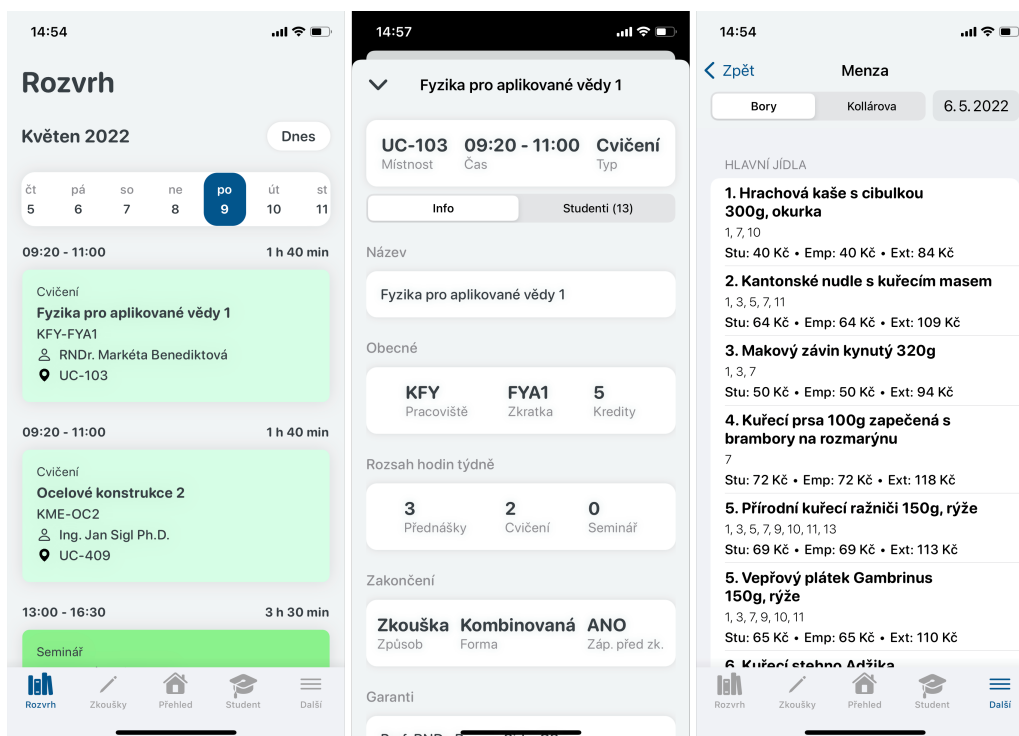 14:54
Rozvrh
Květen 2022
Dnes
čt pá so ne po út st
5 6 7 8 9 10 11
09:20 - 11:00 1 h 40 min
Cvičení
Fyzika pro aplikované vědy 1
KFY-FYA1
RNDr. Markéta Benediktová
UC-103
09:20 - 11:00 1 h 40 min
Cvičení
Ocelové konstrukce 2
KME-OC2
Ing. Jan Sigl Ph.D.
UC-409
13:00 - 16:30 3 h 30 min
Seminář
Rozvrh Zkoušky Přehled Student Další
14:57
Fyzika pro aplikované vědy 1
UC-103 09:20 - 11:00 Cvičení
Místnost Čas Typ
Info Studenti (13)
Název
Fyzika pro aplikované vědy 1
Obecné
KFY FYA1 5
Pracoviště Zkratka Kredity
Rozsah hodin týdně
3 2 0
Přednášky Cvičení Seminář
Zakončení
Zkouška Kombinovaná ANO
Způsob Forma Záp. před zk.
Garanti
14:54
Zpět Menza
Bory Kollárova 6. 5. 2022
HLAVNÍ JÍDLA
1. Hrachová kaše s cibulkou
300g, okurka
1, 7, 10
Stu: 40 Kč • Emp: 40 Kč • Ext: 84 Kč
2. Kantonské nudle s kuřecím masem
1, 3, 5, 7, 11
Stu: 64 Kč • Emp: 64 Kč • Ext: 109 Kč
3. Makový závin kynutý 320g
1, 3, 7
Stu: 50 Kč • Emp: 50 Kč • Ext: 94 Kč
4. Kuřecí prsa 100g zapečená s
brambory na rozmarýnu
7
Stu: 72 Kč • Emp: 72 Kč • Ext: 118 Kč
5. Přírodní kuřecí ražniči 150g, rýže
1, 3, 5, 7, 9, 10, 11, 13
Stu: 69 Kč • Emp: 69 Kč • Ext: 113 Kč
5. Vepřový plátek Gambrinus
150g, rýže
1, 3, 7, 9, 10, 11
Stu: 65 Kč • Emp: 65 Kč • Ext: 110 Kč
6. Kuřecí stehno Adžika
Rozvrh Zkoušky Přehled Student Další